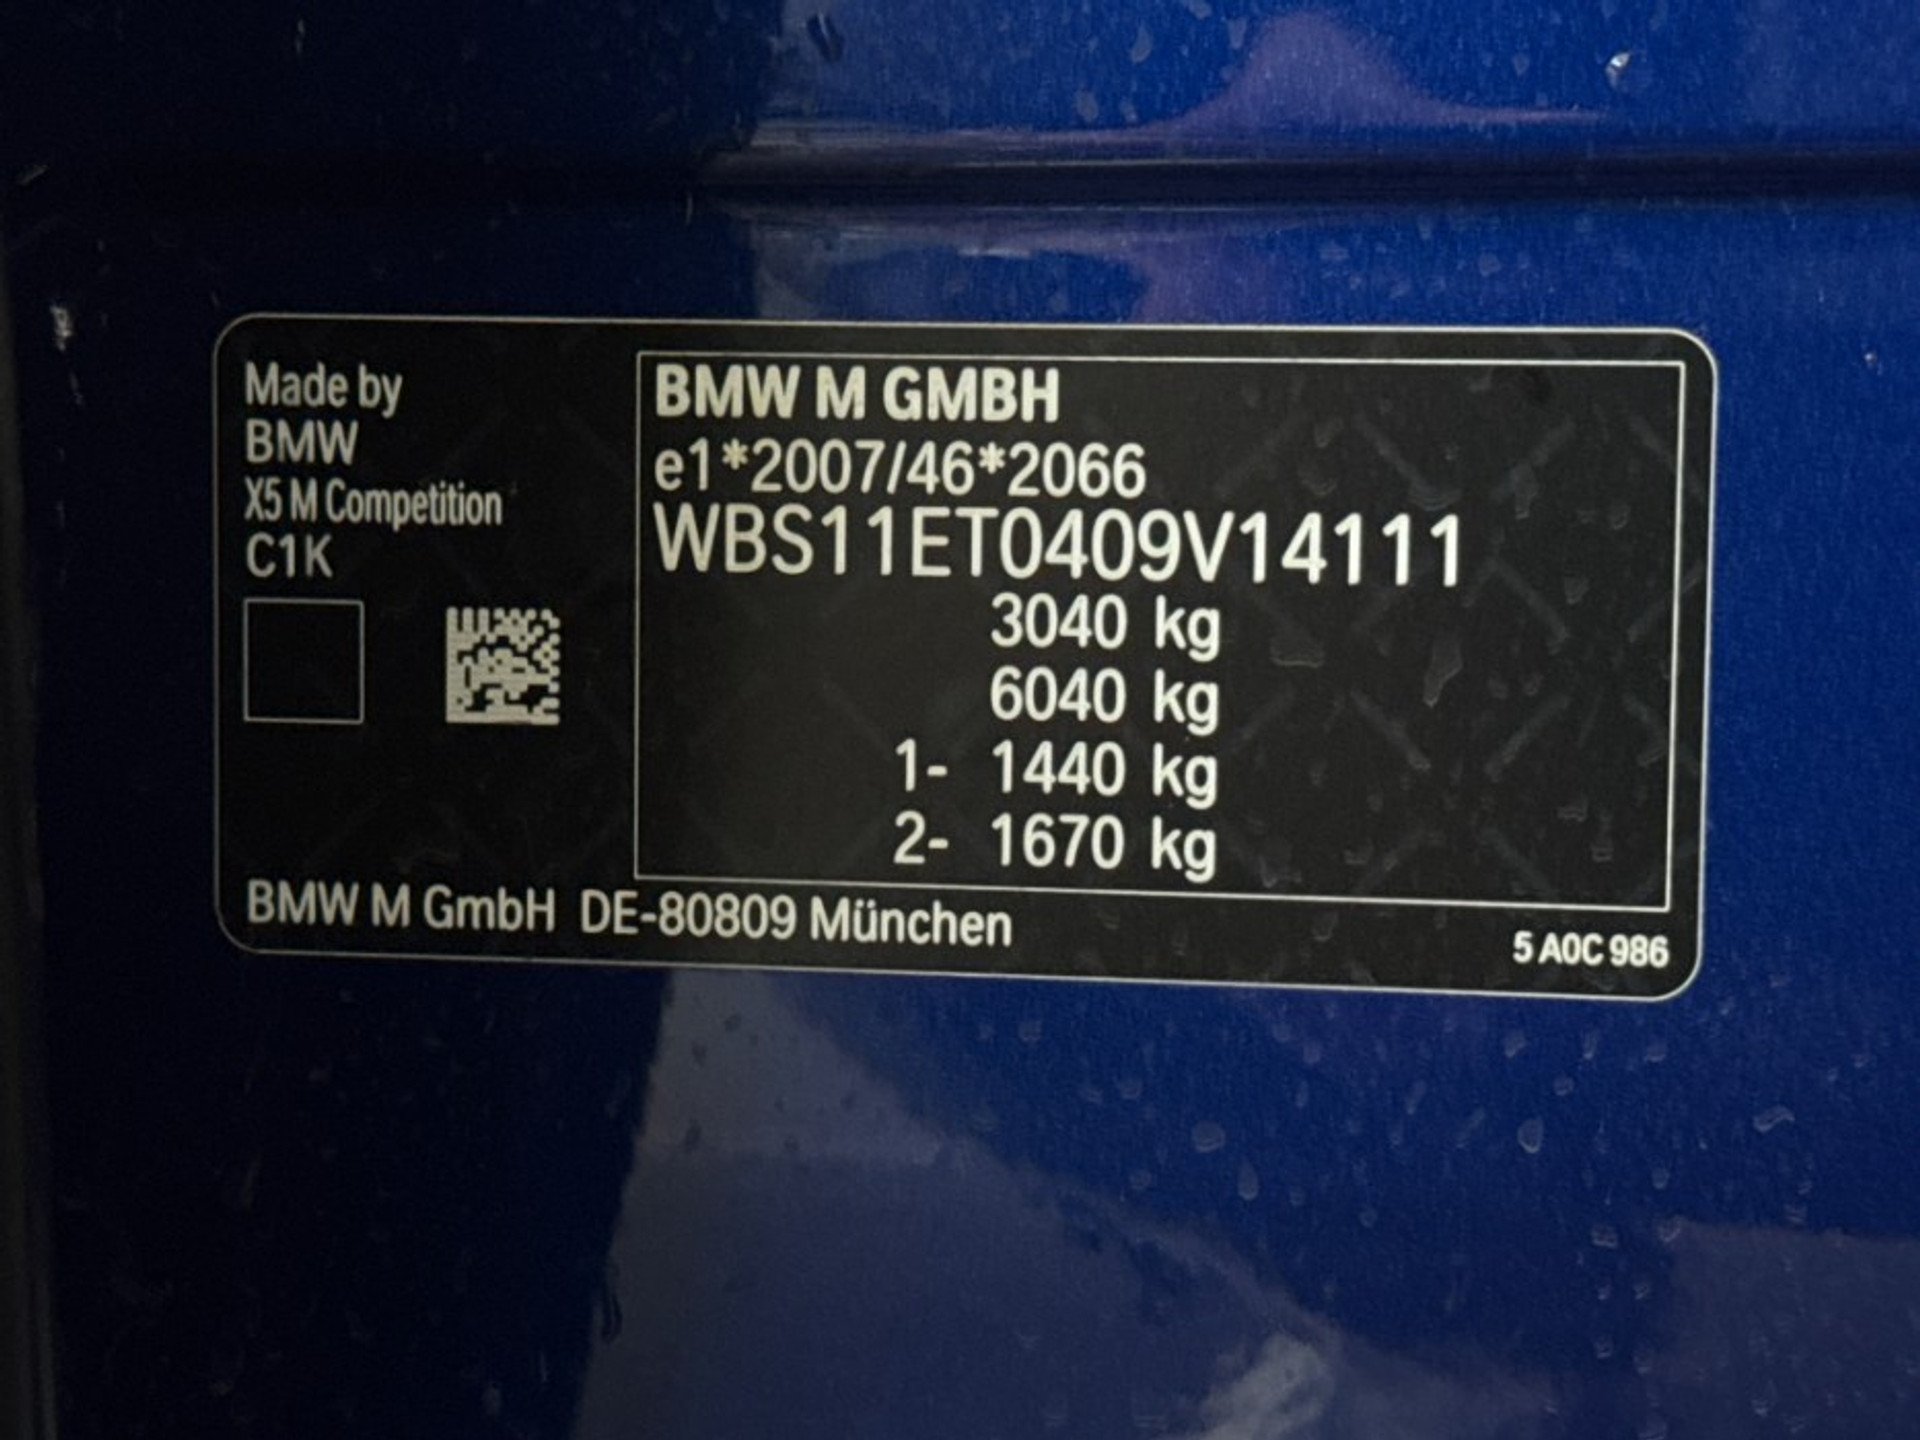 Made by
BMW
X5 M Competition
C1K
BMW M GMBH
e1*2007/46*2066
WBS11ET0409V14111
3040 kg
6040 kg
1- 1440 kg
2- 1670 kg
BMW M GmbH DE-80809 München
5 A0C 986